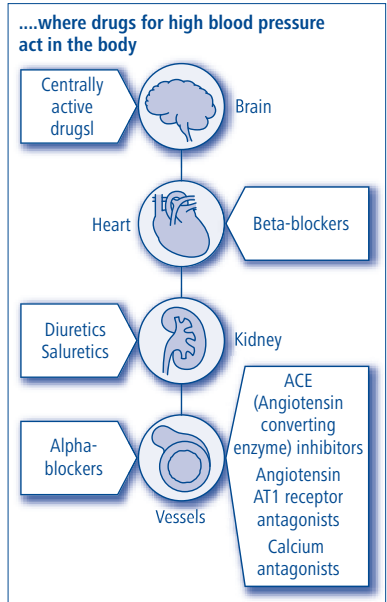 ....where drugs for high blood pressure
act in the body
Centrally
active
drugsl
Brain
Heart
Beta-blockers
Diuretics
Saluretics
Kidney
Alpha-
blockers
Vessels
ACE
(Angiotensin
converting
enzyme) inhibitors
Angiotensin
AT1 receptor
antagonists
Calcium
antagonists